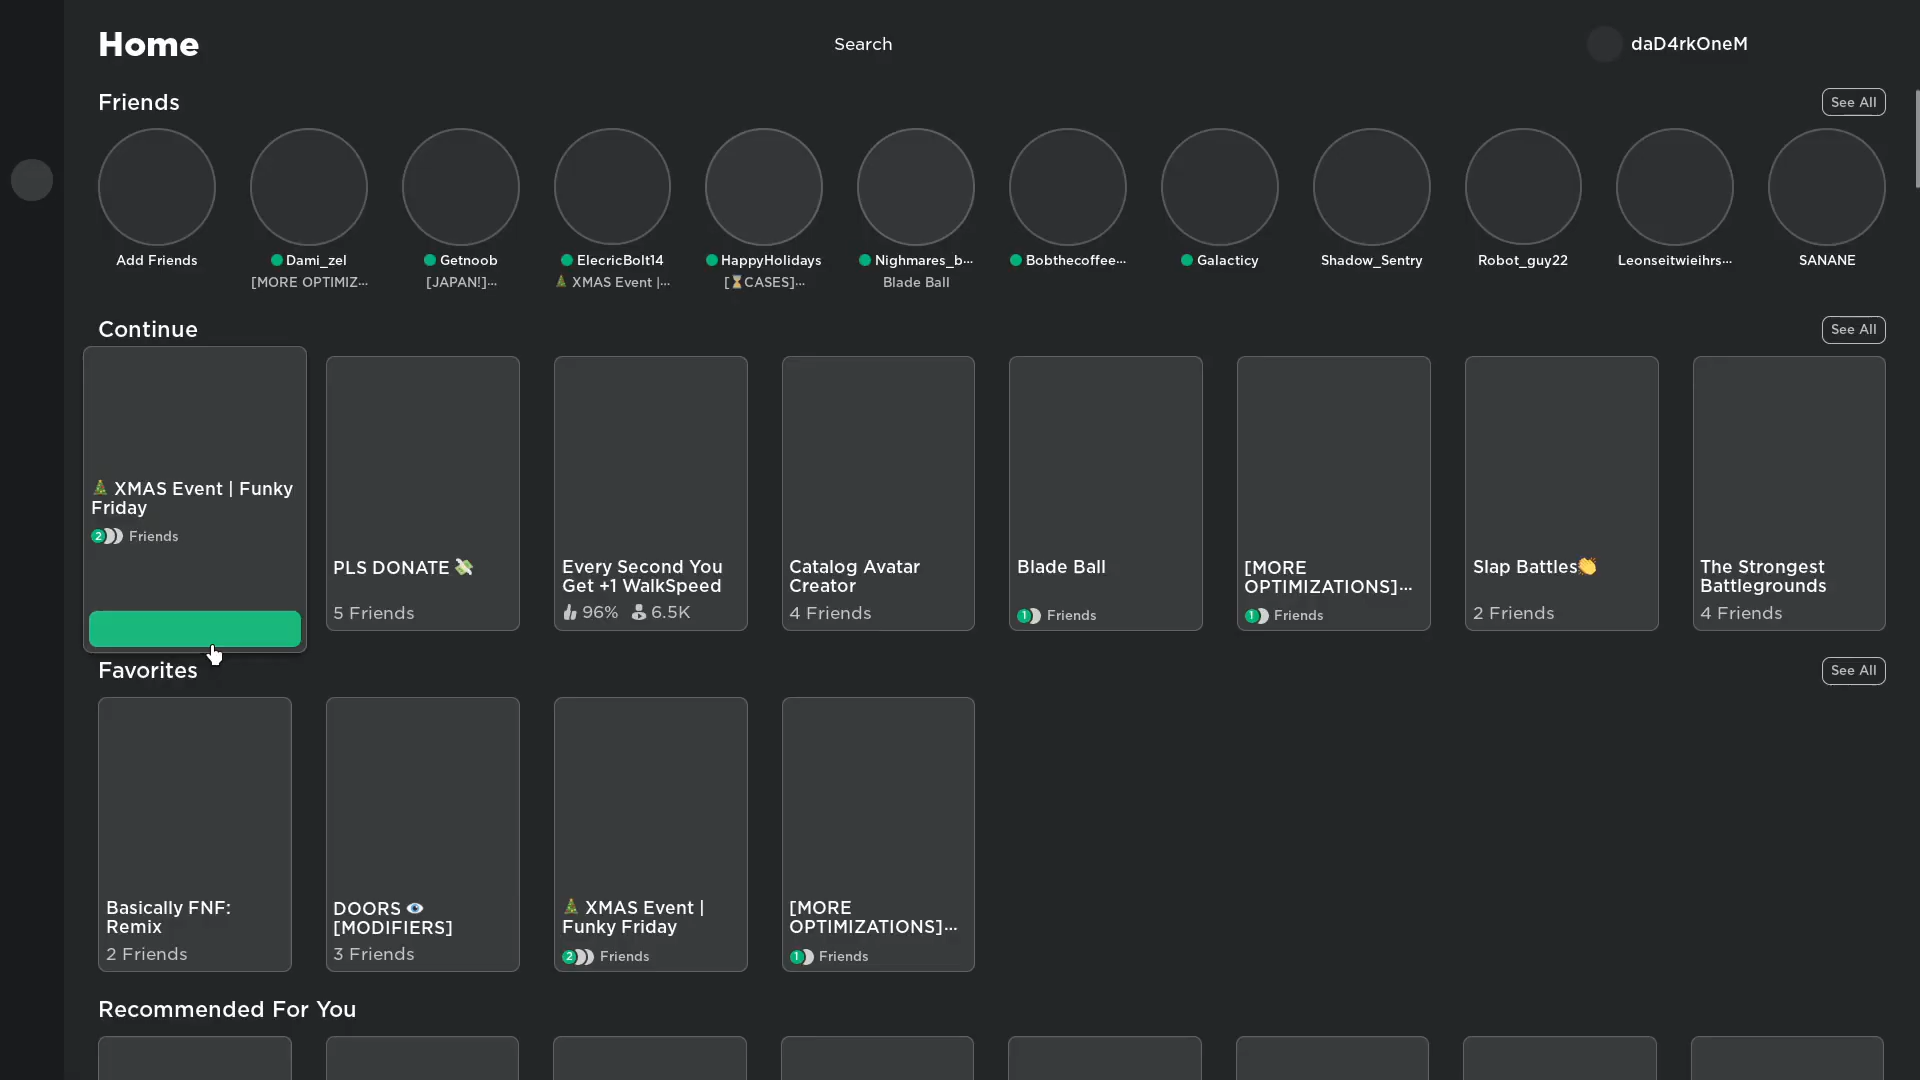 Home
Search
daD4rkOneM
Friends
See All
Add Friends
Dami_zel
Getnoob
ElecricBolt14
HappyHolidays
Nighmares_b...
Bobthecoffee...
Galacticy
Shadow_Sentry
Robot_guy22
Leonseitwieihrs...
SANANE
[MORE OPTIMIZ...
[JAPAN!]...
🎄 XMAS Event |...
[⌛CASES]...
Blade Ball
Continue
See All
🎄 XMAS Event | Funky
Friday
2 Friends
PLS DONATE 💸
5 Friends
Every Second You
Get +1 WalkSpeed
96% 6.5K
Catalog Avatar
Creator
4 Friends
Blade Ball
1 Friends
[MORE
OPTIMIZATIONS]...
1 Friends
Slap Battles👏
2 Friends
The Strongest
Battlegrounds
4 Friends
Favorites
See All
Basically FNF:
Remix
2 Friends
DOORS 👁️
[MODIFIERS]
3 Friends
🎄 XMAS Event |
Funky Friday
2 Friends
[MORE
OPTIMIZATIONS]...
1 Friends
Recommended For You